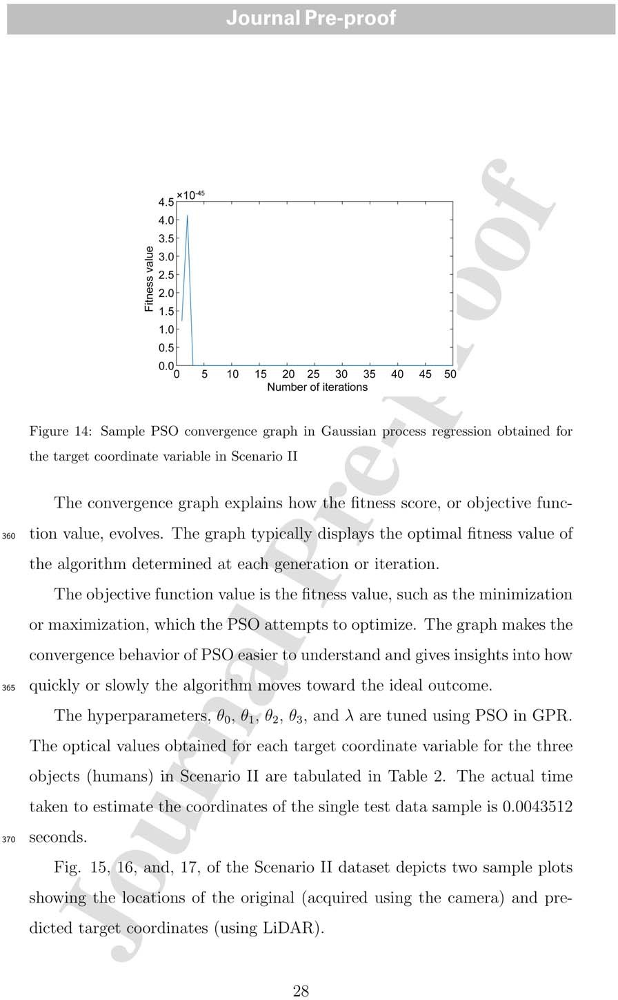 Journal Pre-proof
×10-45
4.5
4.0
3.5
3.0
2.5
2.0
1.5
1.0
0.5
0.0
Fitness value
0 5 10 15 20 25 30 35 40 45 50
Number of iterations
Figure 14: Sample PSO convergence graph in Gaussian process regression obtained for
the target coordinate variable in Scenario II
The convergence graph explains how the fitness score, or objective func-
360 tion value, evolves. The graph typically displays the optimal fitness value of
the algorithm determined at each generation or iteration.
The objective function value is the fitness value, such as the minimization
or maximization, which the PSO attempts to optimize. The graph makes the
convergence behavior of PSO easier to understand and gives insights into how
365 quickly or slowly the algorithm moves toward the ideal outcome.
The hyperparameters, θ0, θ1, θ2, θ3, and λ are tuned using PSO in GPR.
The optical values obtained for each target coordinate variable for the three
objects (humans) in Scenario II are tabulated in Table 2. The actual time
taken to estimate the coordinates of the single test data sample is 0.0043512
370 seconds.
Fig. 15, 16, and, 17, of the Scenario II dataset depicts two sample plots
showing the locations of the original (acquired using the camera) and pre-
dicted target coordinates (using LiDAR).
28
Journal Pre-proof